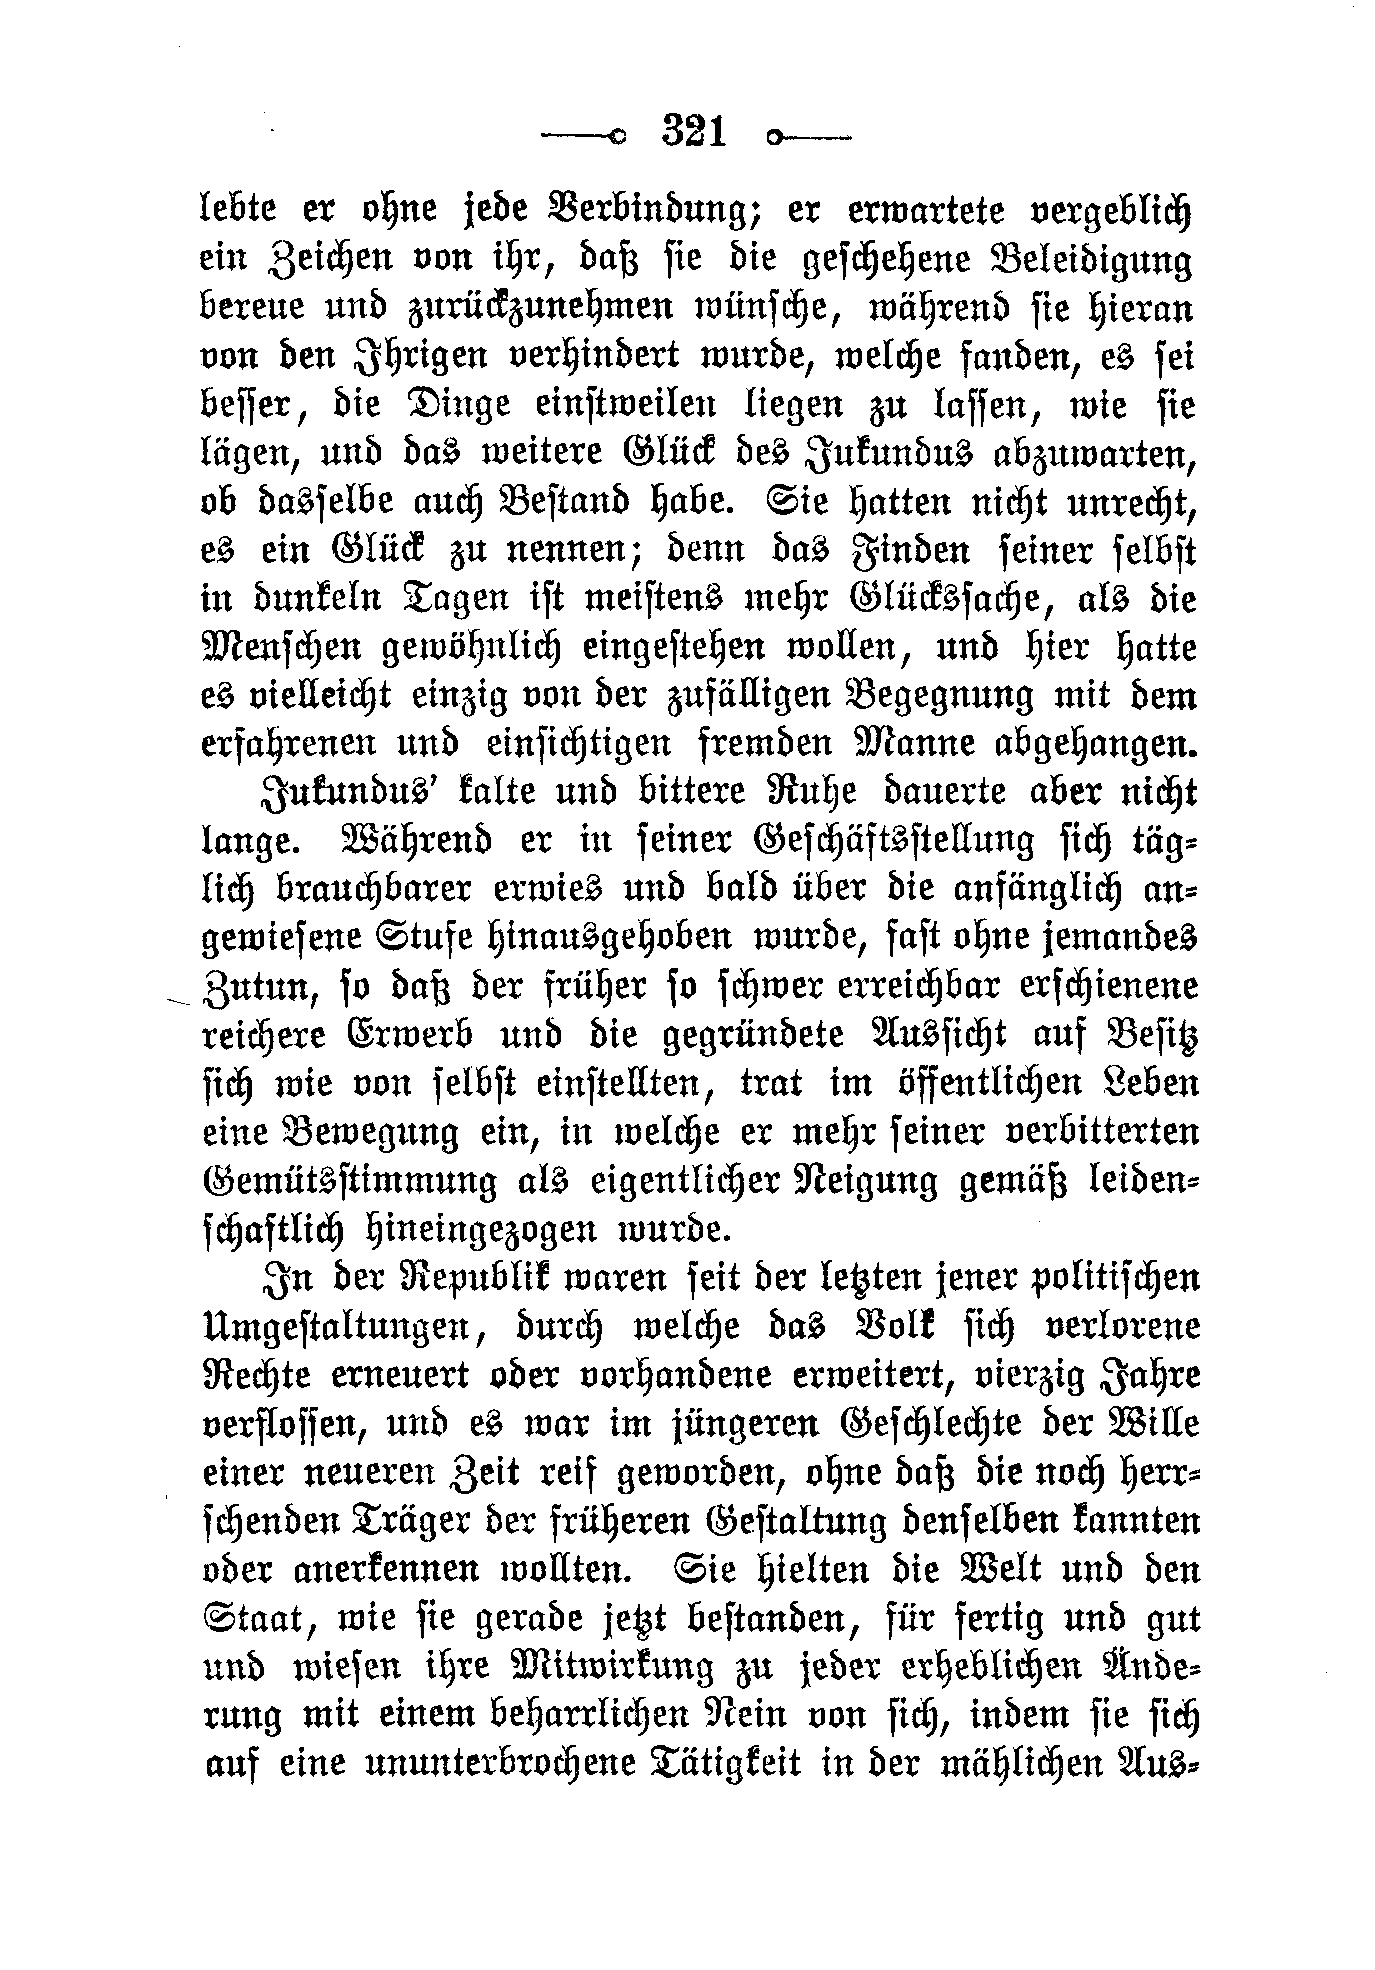 321
lebte er ohne jede Verbindung; er erwartete vergeblich
ein Zeichen von ihr, daß sie die geschehene Beleidigung
bereue und zurückzunehmen wünsche, während sie hieran
von den Ihrigen verhindert wurde, welche fanden, es sei
besser, die Dinge einstweilen liegen zu lassen, wie sie
lägen, und das weitere Glück des Jukundus abzuwarten,
ob dasselbe auch Bestand habe. Sie hatten nicht unrecht,
es ein Glück zu nennen; denn das Finden seiner selbst
in dunkeln Tagen ist meistens mehr Glückssache, als die
Menschen gewöhnlich eingestehen wollen, und hier hatte
es vielleicht einzig von der zufälligen Begegnung mit dem
erfahrenen und einsichtigen fremden Manne abgehangen.
Jukundus' kalte und bittere Ruhe dauerte aber nicht
lange. Während er in seiner Geschäftsstellung sich täg-
lich brauchbarer erwies und bald über die anfänglich an-
gewiesene Stufe hinausgehoben wurde, fast ohne jemandes
Zutun, so daß der früher so schwer erreichbar erschienene
reichere Erwerb und die gegründete Aussicht auf Besitz
sich wie von selbst einstellten, trat im öffentlichen Leben
eine Bewegung ein, in welche er mehr seiner verbitterten
Gemütsstimmung als eigentlicher Neigung gemäß leiden-
schaftlich hineingezogen wurde.
In der Republik waren seit der letzten jener politischen
Umgestaltungen, durch welche das Volk sich verlorene
Rechte erneuert oder vorhandene erweitert, vierzig Jahre
verflossen, und es war im jüngeren Geschlechte der Wille
einer neueren Zeit reif geworden, ohne daß die noch herr-
schenden Träger der früheren Gestaltung denselben kannten
oder anerkennen wollten. Sie hielten die Welt und den
Staat, wie sie gerade jetzt bestanden, für fertig und gut
und wiesen ihre Mitwirkung zu jeder erheblichen Ände-
rung mit einem beharrlichen Nein von sich, indem sie sich
auf eine ununterbrochene Tätigkeit in der mählichen Aus-